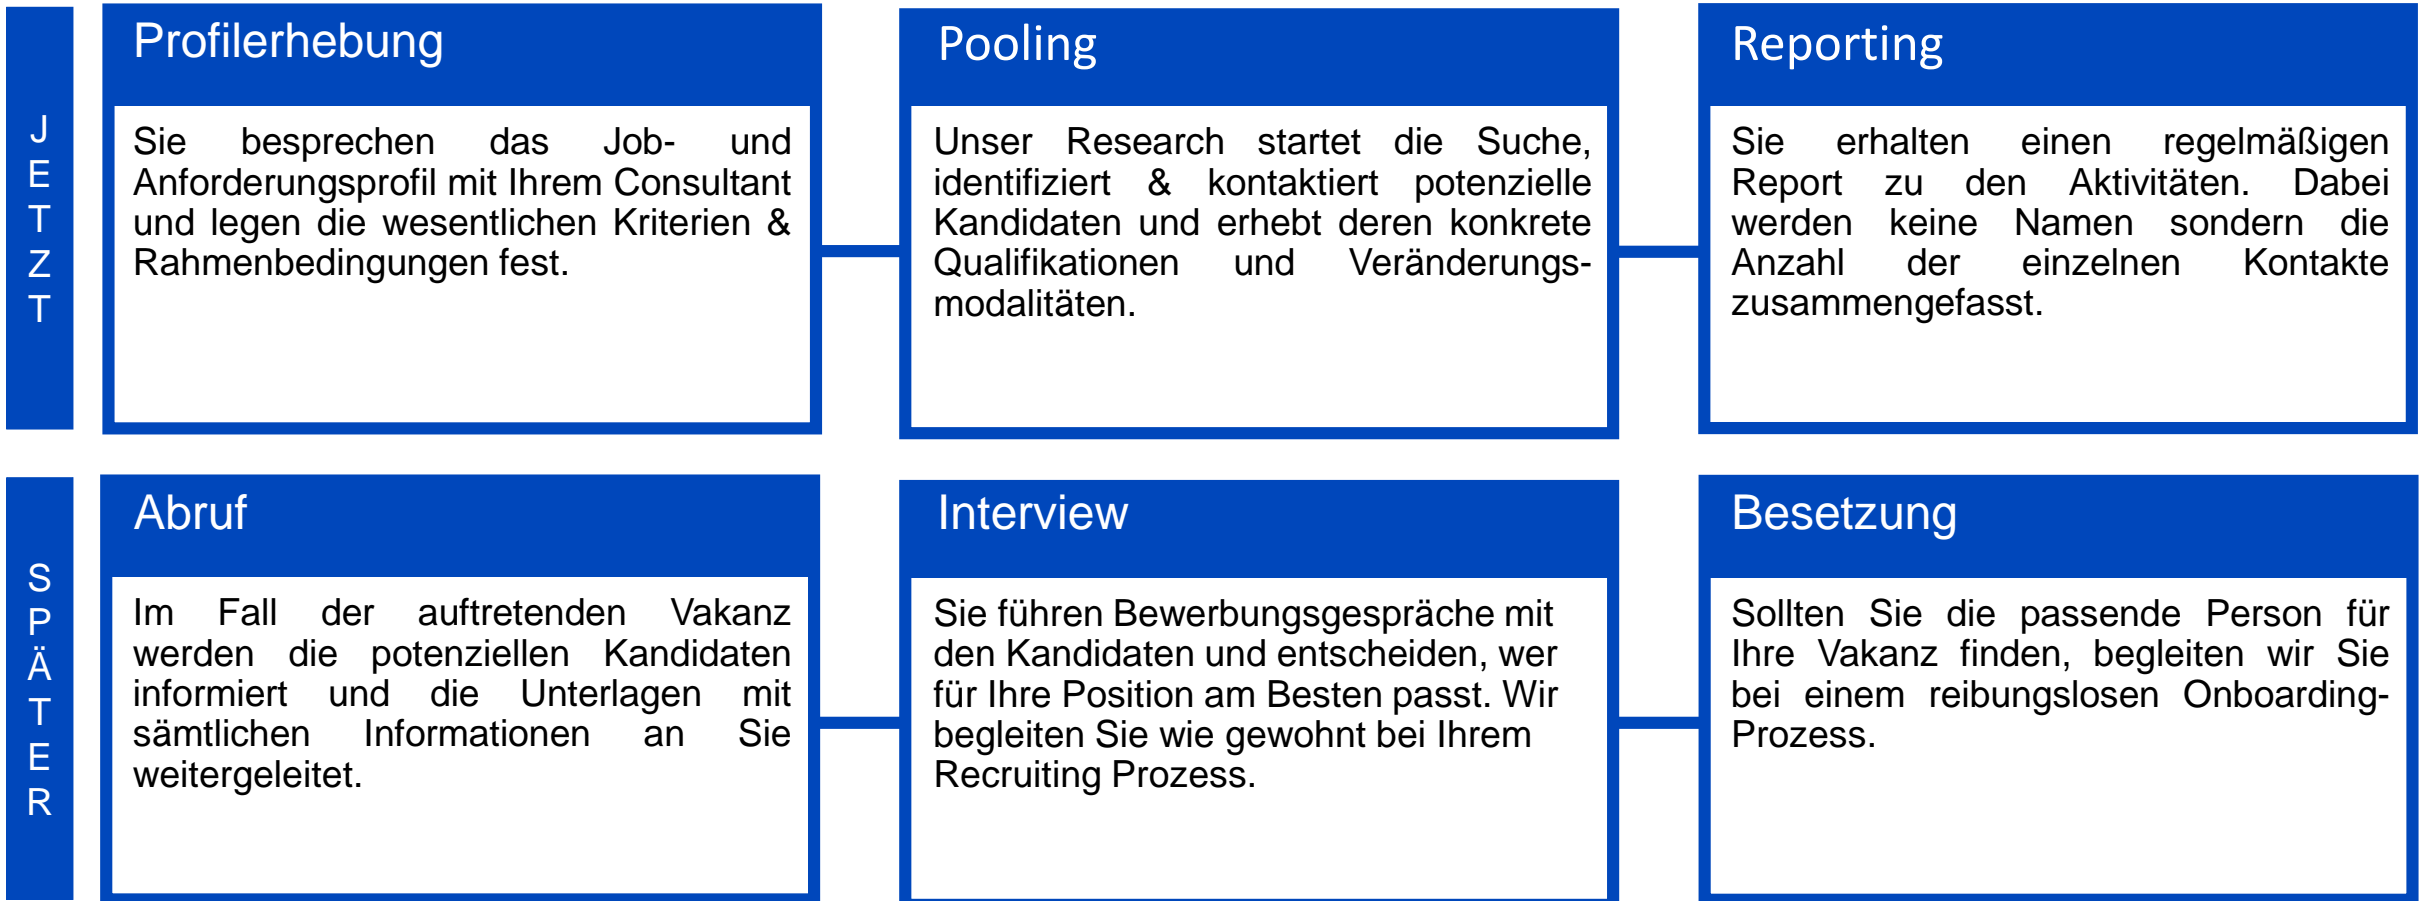 JETZT
Profilerhebung
Sie besprechen das Job- und
Anforderungsprofil mit Ihrem Consultant
und legen die wesentlichen Kriterien &
Rahmenbedingungen fest.
Pooling
Unser Research startet die Suche,
identifiziert & kontaktiert potenzielle
Kandidaten und erhebt deren konkrete
Qualifikationen und Veränderungs-
modalitäten.
Reporting
Sie erhalten einen regelmäßigen
Report zu den Aktivitäten. Dabei
werden keine Namen sondern die
Anzahl der einzelnen Kontakte
zusammengefasst.
SPÄTER
Abruf
Im Fall der auftretenden Vakanz
werden die potenziellen Kandidaten
informiert und die Unterlagen mit
sämtlichen Informationen an Sie
weitergeleitet.
Interview
Sie führen Bewerbungsgespräche mit
den Kandidaten und entscheiden, wer
für Ihre Position am Besten passt. Wir
begleiten Sie wie gewohnt bei Ihrem
Recruiting Prozess.
Besetzung
Sollten Sie die passende Person für
Ihre Vakanz finden, begleiten wir Sie
bei einem reibungslosen Onboarding-
Prozess.